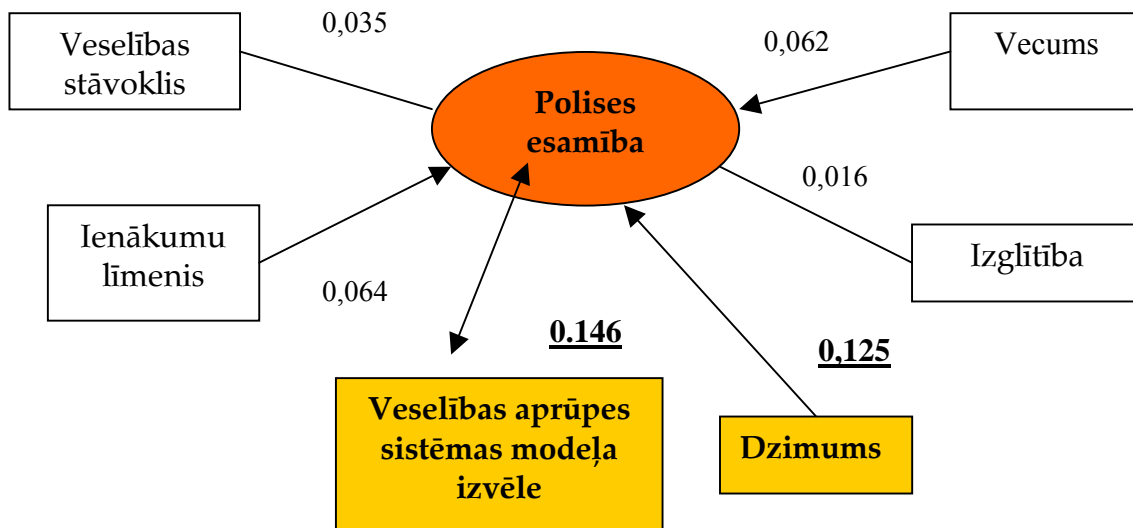 Veselības
stāvoklis
0,035
0,062
Vecums
Polises
esamība
0,016
Ienākumu
līmenis
Izglītība
0,064
0.146
0,125
Veselības aprūpes
sistēmas modeļa
izvēle
Dzimums